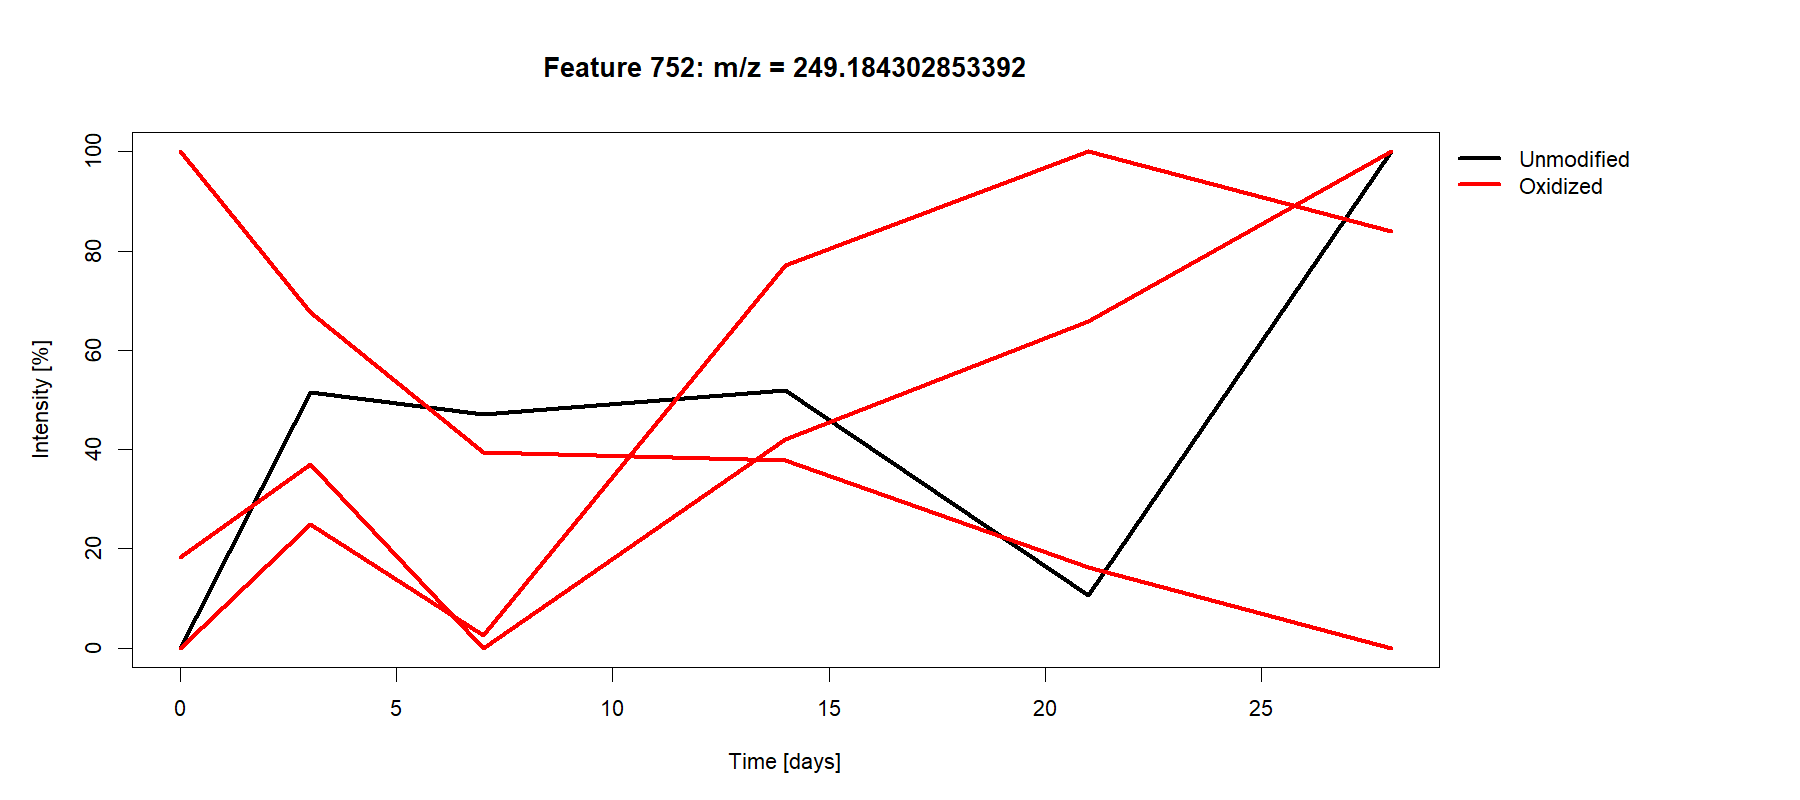 Feature 752: m/z = 249.184302853392
Unmodified
Oxidized
Intensity [%]
100
80
60
40
20
0
0 5 10 15 20 25
Time [days]